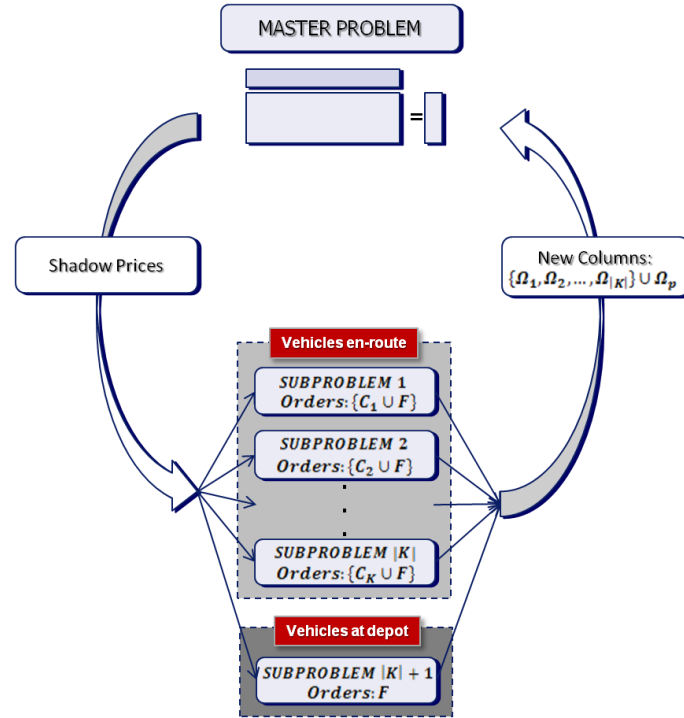 MASTER PROBLEM
=
Shadow Prices
New Columns:
{Ω₁, Ω₂, ..., Ω|K|} ∪ Ωₚ
Vehicles en-route
SUBPROBLEM 1
Orders: {C₁ ∪ F}
SUBPROBLEM 2
Orders: {C₂ ∪ F}
.
.
.
SUBPROBLEM |K|
Orders: {C_K ∪ F}
Vehicles at depot
SUBPROBLEM |K| + 1
Orders: F